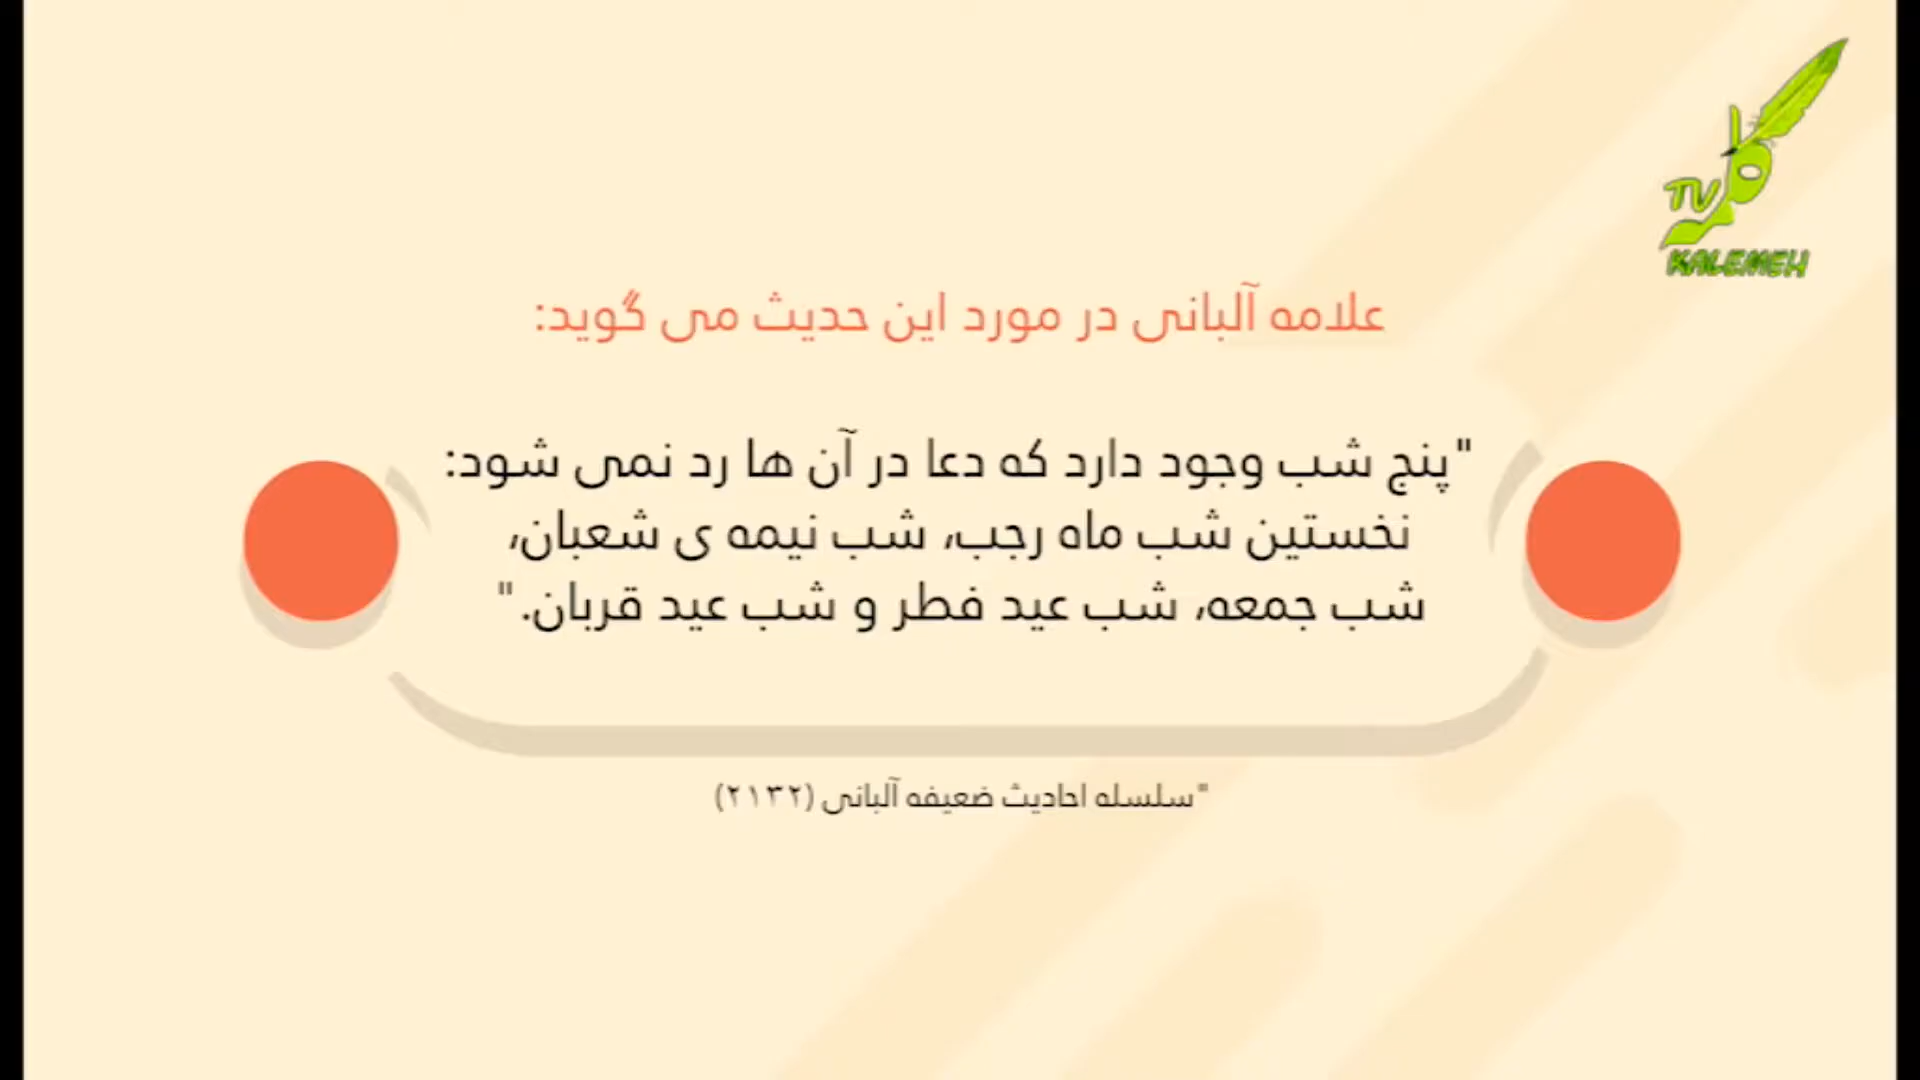 TV
KALEMEH
علامه آلبانی در مورد این حدیث می گوید:
"پنج شب وجود دارد که دعا در آن ها رد نمی شود:
نخستین شب ماه رجب، شب نیمه ی شعبان،
شب جمعه، شب عید فطر و شب عید قربان."
"سلسله احادیث ضعیفه آلبانی (۲۱۳۲)